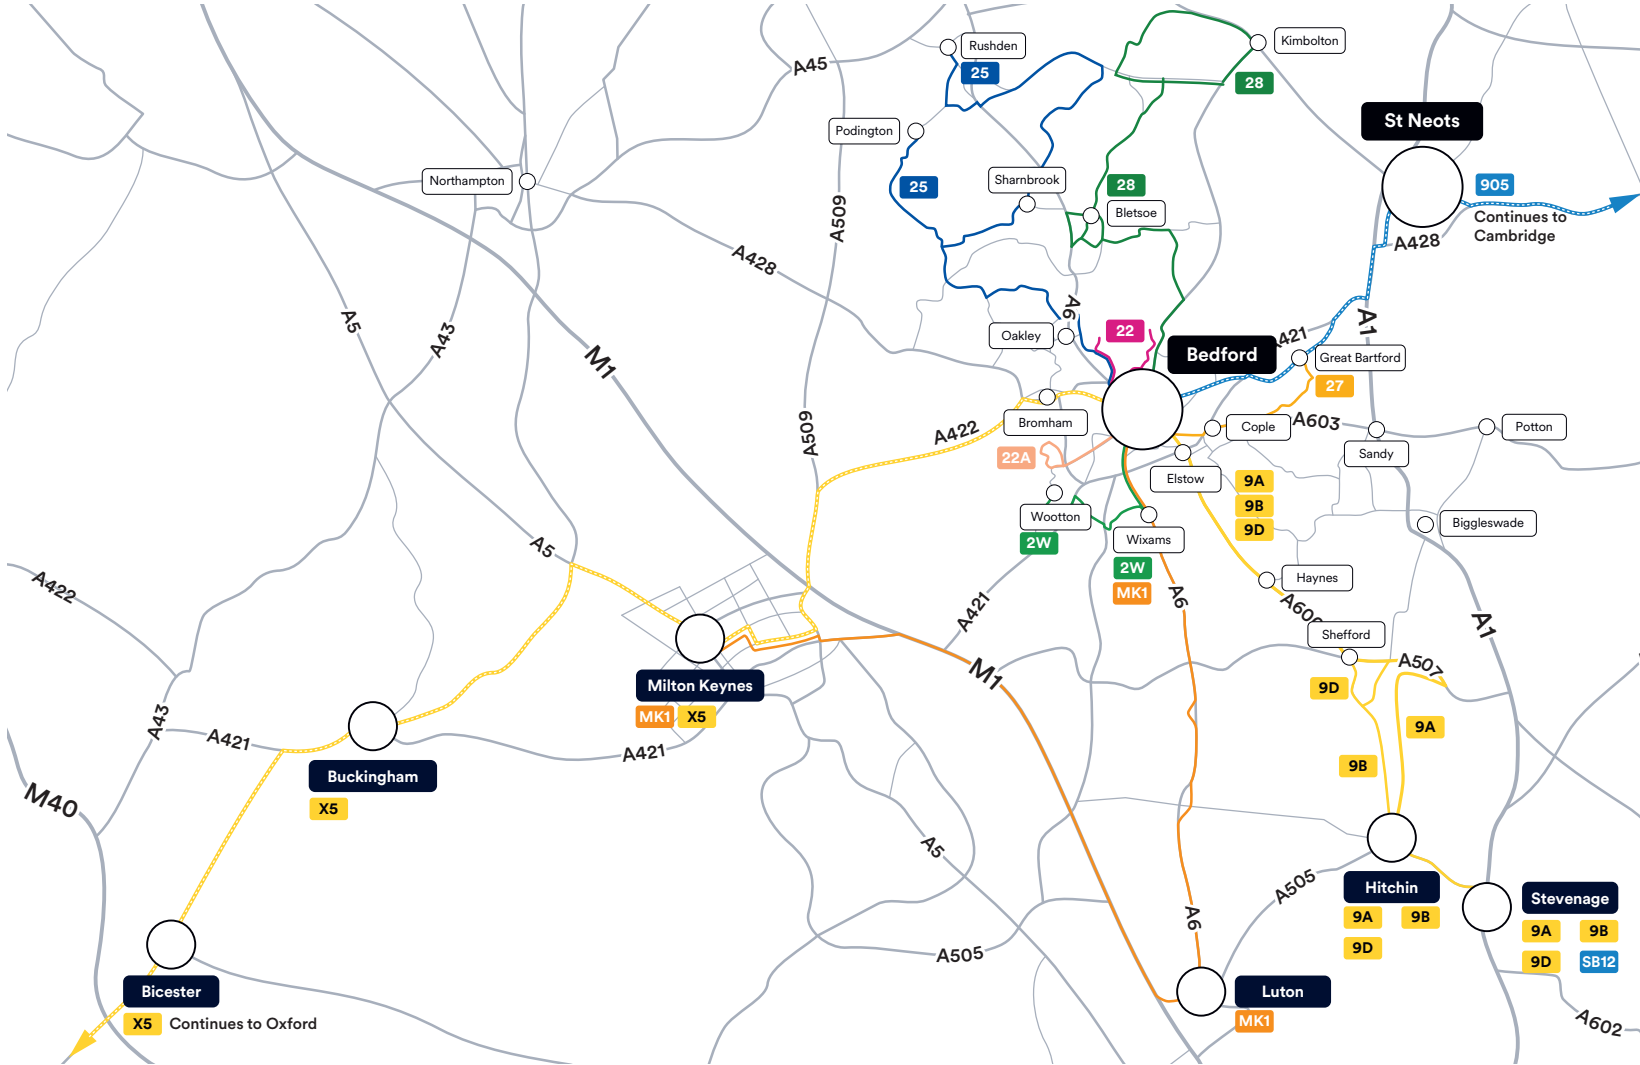 Rushden
25
Kimbolton
28
A45
Podington
St Neots
Northampton
25
Sharnbrook
28
Bletsoe
905
Continues to
Cambridge
A509
A428
A428
A5
A43
M1
A6
Oakley
22
Bedford
A421
A1
Great Bartford
27
Bromham
Cople
A603
Potton
A509
A422
22A
Sandy
Elstow
9A
9B
9D
Wootton
2W
Wixams
2W
MK1
Biggleswade
A5
Haynes
A422
A421
A6
A600
A1
Shefford
A507
M1
9D
Milton Keynes
MK1
X5
9A
A43
A421
A421
Buckingham
X5
9B
M40
A5
Hitchin
9A
9B
9D
A505
Stevenage
9A
9B
9D
SB12
A6
A505
Bicester
X5
Continues to Oxford
Luton
MK1
A602